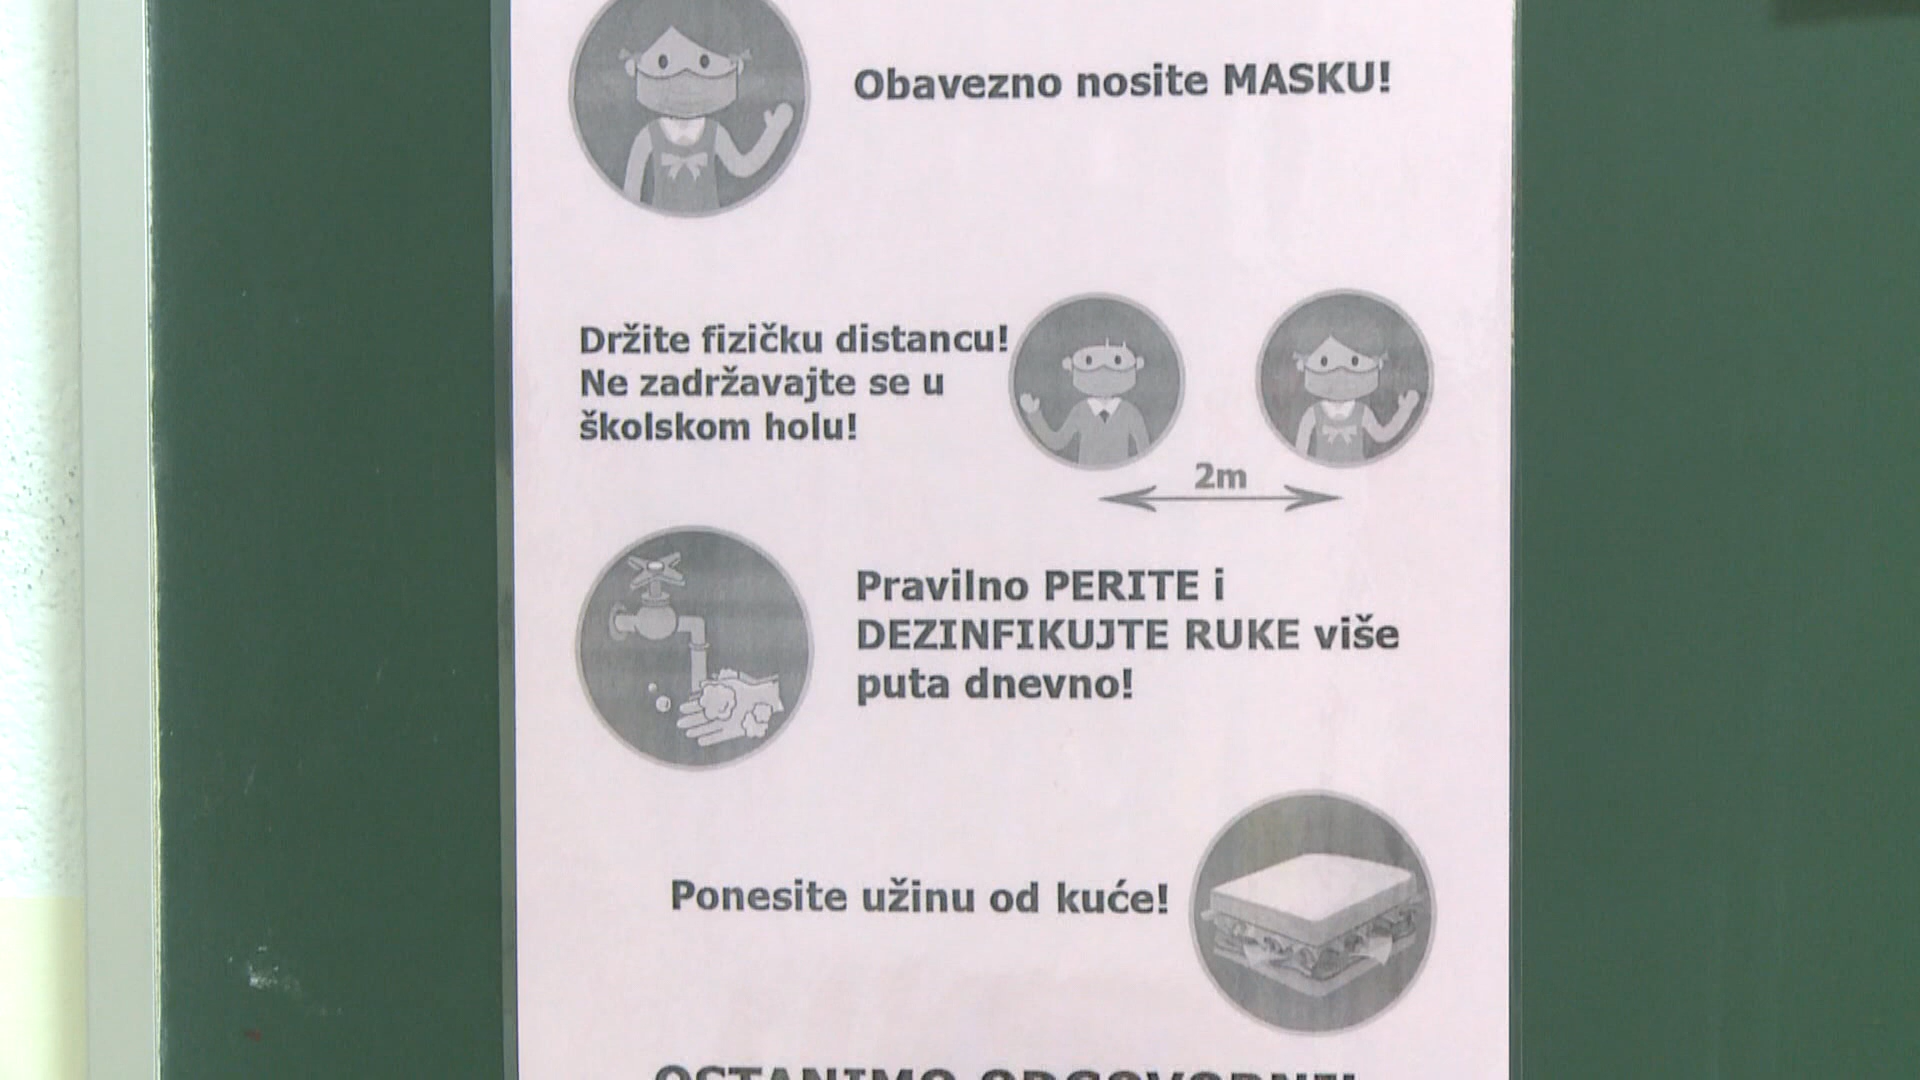 Obavezno nosite MASKU!
Držite fizičku distancu!
Ne zadržavajte se u
školskom holu!
2m
Pravilno PERITE i
DEZINFIKUJTE RUKE više
puta dnevno!
Ponesite užinu od kuće!
OSTANIMO ODGOVORNI!